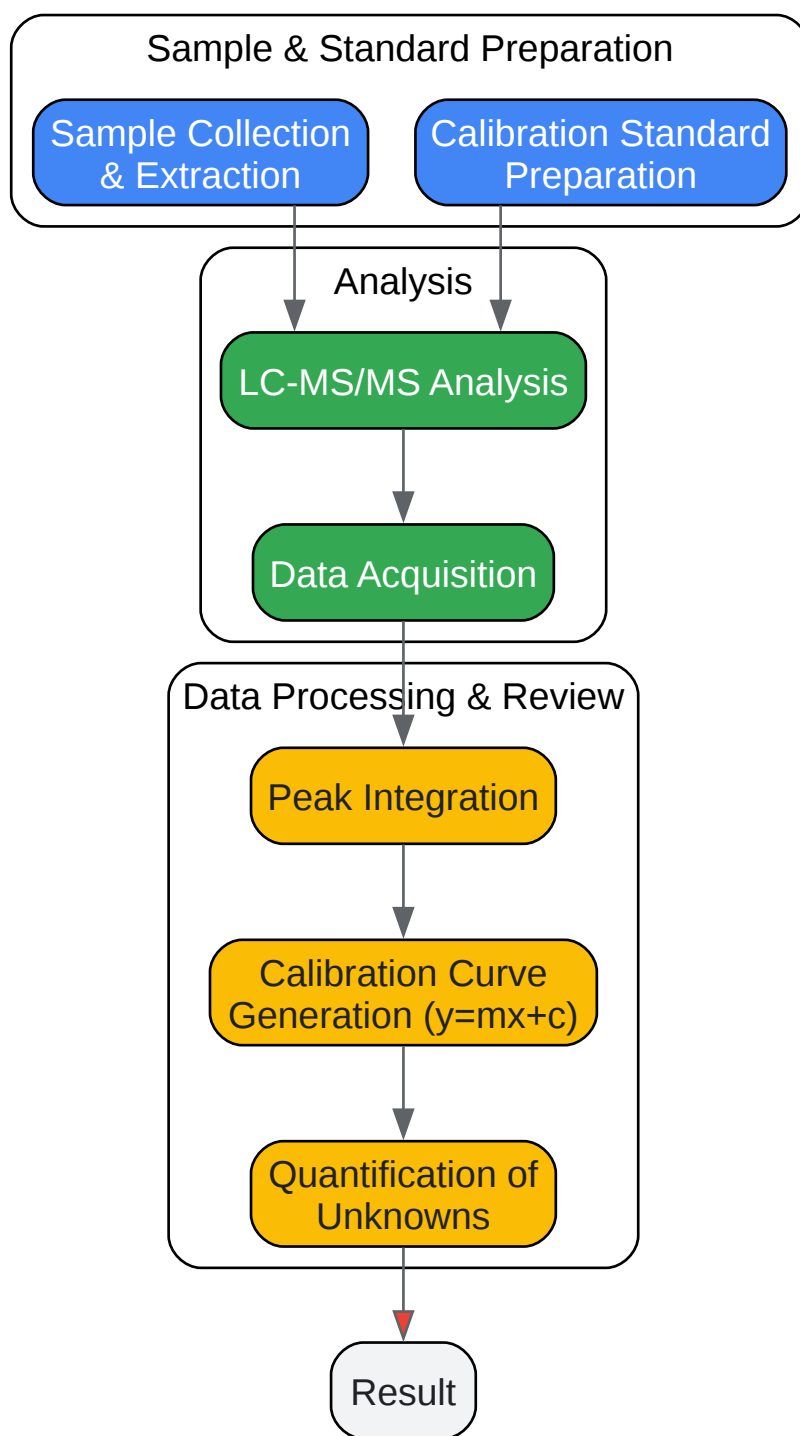 Sample & Standard Preparation
Sample Collection
& Extraction
Calibration Standard
Preparation
Analysis
LC-MS/MS Analysis
Data Acquisition
Data Processing & Review
Peak Integration
Calibration Curve
Generation (y=mx+c)
Quantification of
Unknowns
Result